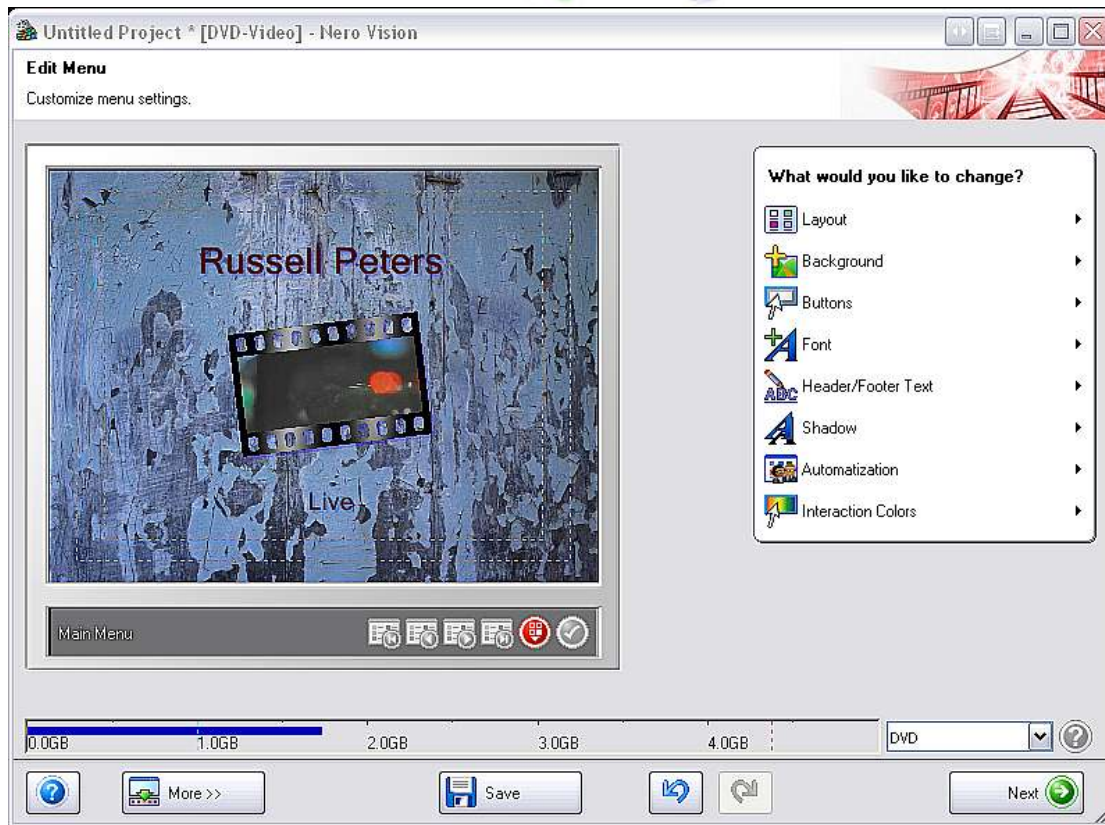 Untitled Project * [DVD-Video] - Nero Vision
Edit Menu
Customize menu settings.
Russell Peters
Live
Main Menu
What would you like to change?
Layout
Background
Buttons
Font
ABC Header/Footer Text
Shadow
Automatization
Interaction Colors
0.0GB 1.0GB 2.0GB 3.0GB 4.0GB DVD
More >> Save Next